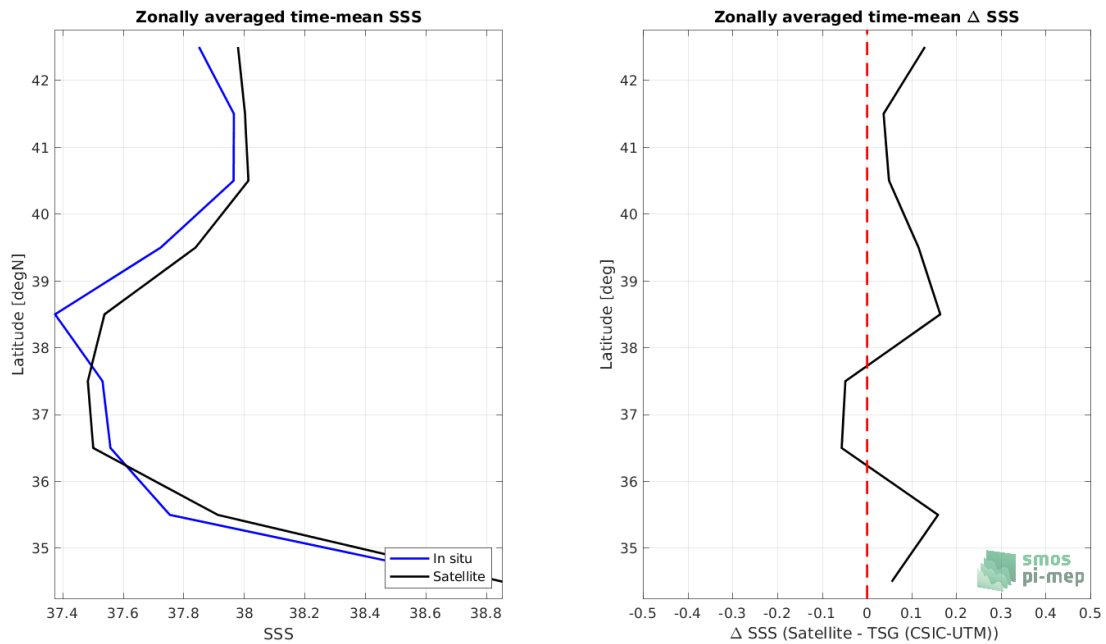 Zonally averaged time-mean SSS
Latitude [degN]
42
41
40
39
38
37
36
35
37.4 37.6 37.8 38 38.2 38.4 38.6 38.8
SSS
In situ
Satellite
Zonally averaged time-mean Δ SSS
Latitude [deg]
42
41
40
39
38
37
36
35
-0.5 -0.4 -0.3 -0.2 -0.1 0 0.1 0.2 0.3 0.4 0.5
Δ SSS (Satellite - TSG (CSIC-UTM))
smos
pi-mep